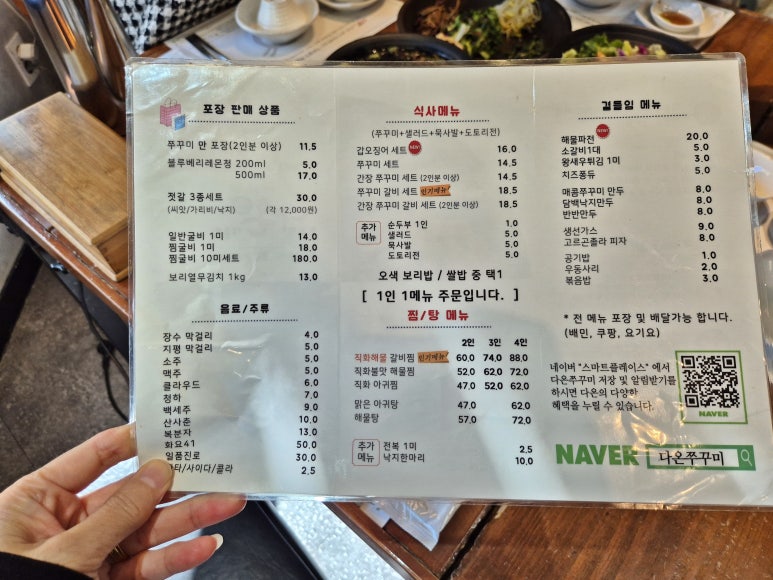 포장 판매 상품
쭈꾸미 만 포장(2인분 이상) 11,5
블루베리레몬청 200ml 5,0
500ml 17,0
젓갈 3종세트 30,0
(씨앗/가리비/낙지) (각 12,000원)
일반굴비 1미 14,0
찜굴비 1미 18,0
찜굴비 10미세트 180,0
보리열무김치 1kg 13,0
음료/주류
장수 막걸리 4,0
지평 막걸리 5,0
소주 5,0
맥주 5,0
클라우드 6,0
청하 7,0
백세주 9,0
산사춘 10,0
복분자 13,0
화요41 50,0
일품진로 30,0
/사이다/콜라 2,5
식사메뉴
(쭈꾸미+샐러드+묵사발+도토리전)
갑오징어 세트 NEW 16,0
쭈꾸미 세트 14,5
간장 쭈꾸미 세트 (2인분 이상) 14,5
쭈꾸미 갈비 세트 인기메뉴 18,5
간장 쭈꾸미 갈비 세트 (2인분 이상) 18,5
추가 메뉴
순두부 1인 1,0
샐러드 5,0
묵사발 5,0
도토리전 5,0
오색 보리밥 / 쌀밥 중 택1
[ 1인 1메뉴 주문입니다. ]
찜/탕 메뉴
2인 3인 4인
직화해물 갈비찜 인기메뉴 60,0 74,0 88,0
직화불맛 해물찜 52,0 62,0 72,0
직화 아귀찜 47,0 52,0 62,0
맑은 아귀탕 47,0 62,0
해물탕 57,0 72,0
추가 메뉴
전복 1미 2,5
낙지한마리 10,0
곁들임 메뉴
NEW
해물파전 20,0
소갈비1대 5,0
왕새우튀김 1미 3,0
치즈퐁듀 5,0
매콤쭈꾸미 만두 8,0
담백낙지만두 8,0
반반만두 8,0
생선가스 9,0
고르곤졸라 피자 8,0
공기밥 1,0
우동사리 2,0
볶음밥 3,0
* 전 메뉴 포장 및 배달가능 합니다.
(배민, 쿠팡, 요기요)
네이버 "스마트플레이스" 에서
다온쭈꾸미 저장 및 알림받기를
하시면 다온의 다양한
혜택을 누릴 수 있습니다.
NAVER
NAVER 다온쭈꾸미